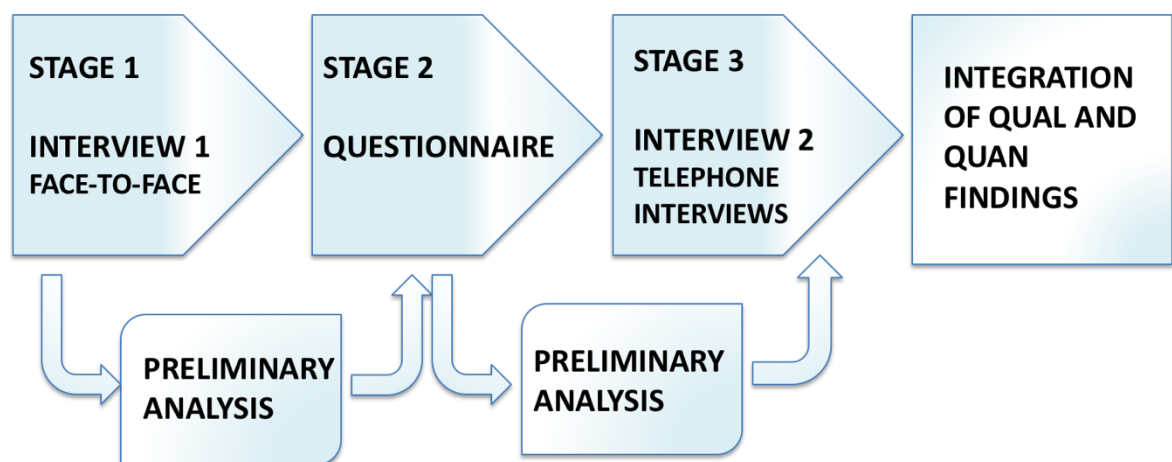 STAGE 1
INTERVIEW 1
FACE-TO-FACE
STAGE 2
QUESTIONNAIRE
STAGE 3
INTERVIEW 2
TELEPHONE
INTERVIEWS
INTEGRATION
OF QUAL AND
QUAN
FINDINGS
PRELIMINARY
ANALYSIS
PRELIMINARY
ANALYSIS